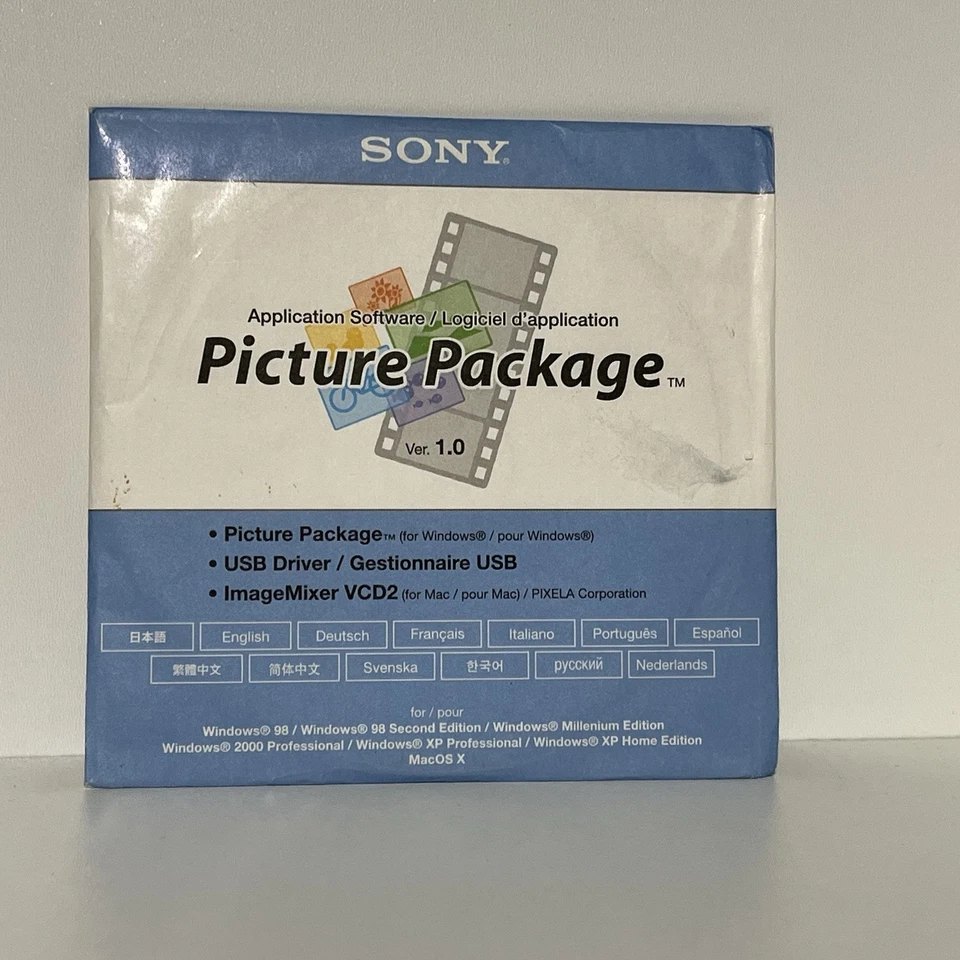 SONY®
Application Software / Logiciel d'application
Picture Package™
Ver. 1.0
• Picture Package™ (for Windows® / pour Windows®)
• USB Driver / Gestionnaire USB
• ImageMixer VCD2 (for Mac / pour Mac) / PIXELA Corporation
日本語 English Deutsch Français Italiano Português Español
繁體中文 简体中文 Svenska 한국어 русский Nederlands
for / pour
Windows® 98 / Windows® 98 Second Edition / Windows® Millenium Edition
Windows® 2000 Professional / Windows® XP Professional / Windows® XP Home Edition
MacOS X